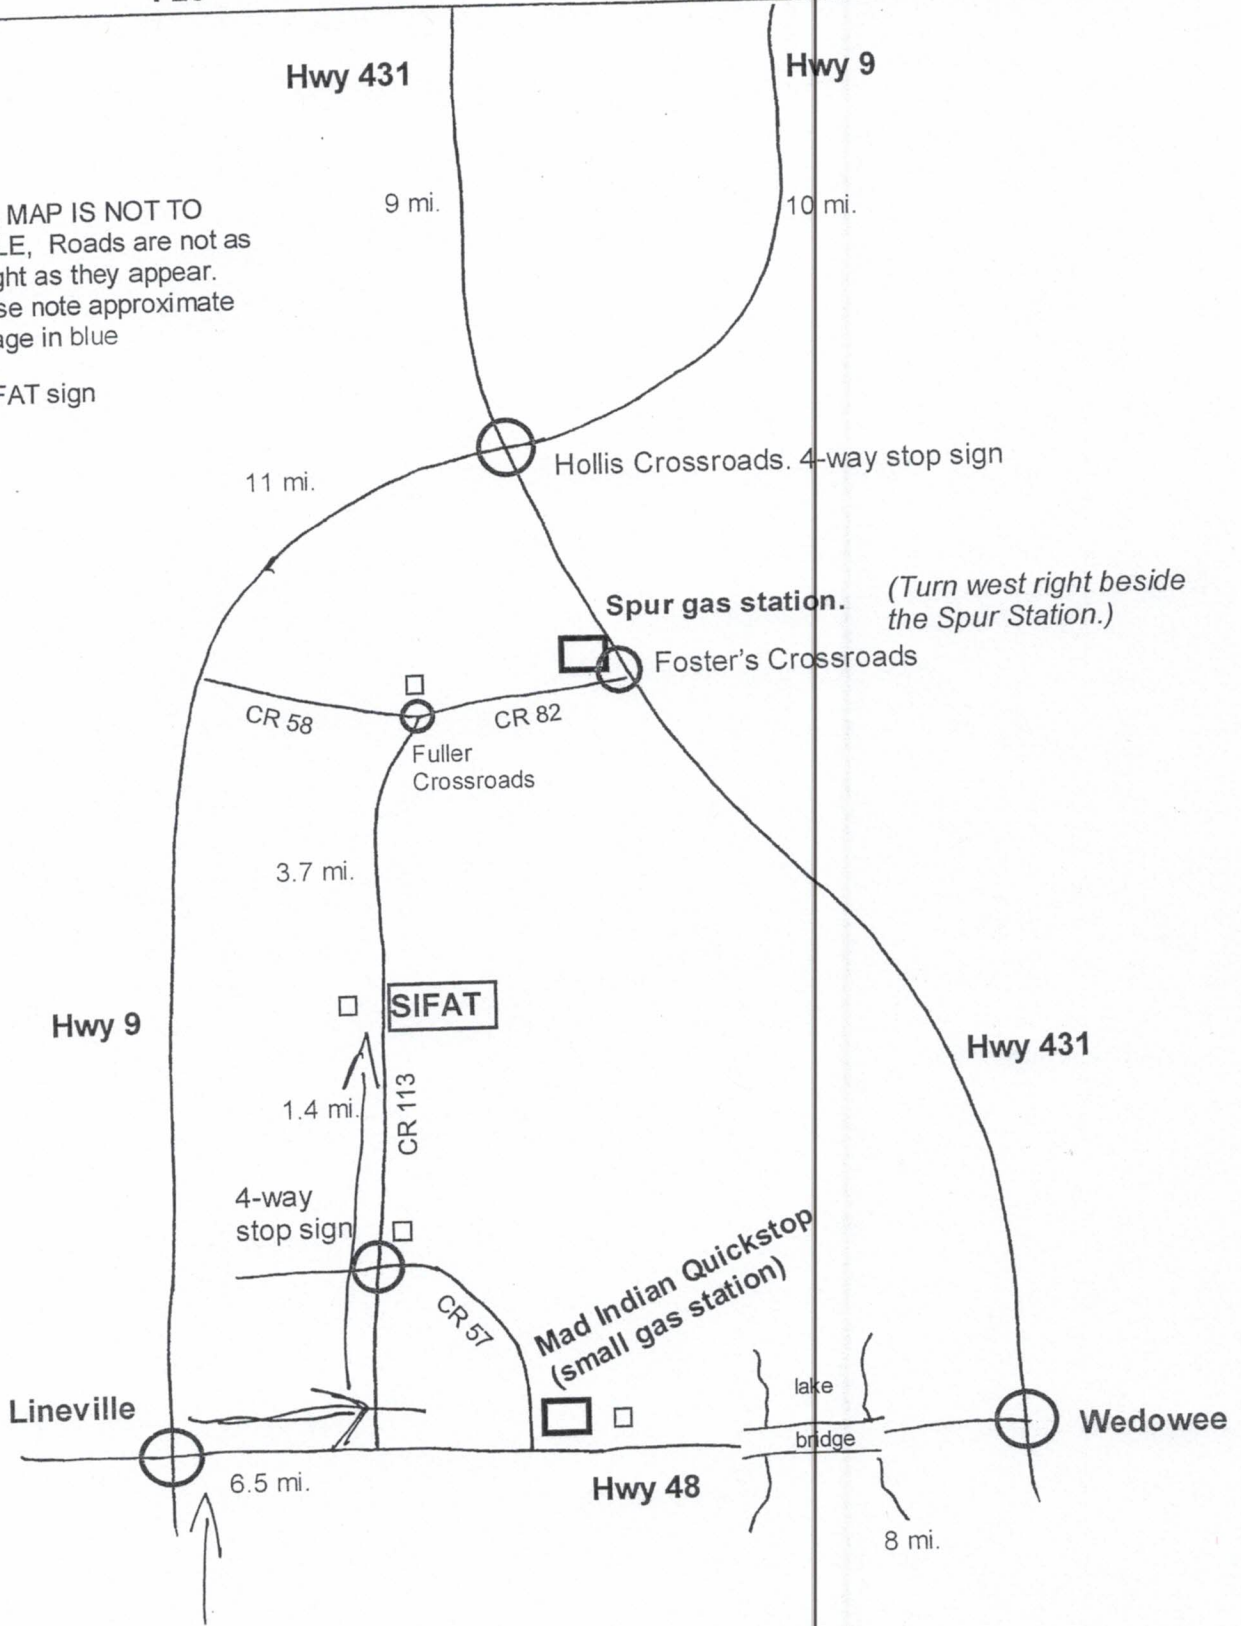 Hwy 431
Hwy 9
9 mi.
10 mi.
MAP IS NOT TO
LE, Roads are not as
ght as they appear.
se note approximate
age in blue
FAT sign
Hollis Crossroads. 4-way stop sign
11 mi.
Spur gas station.
(Turn west right beside
the Spur Station.)
Foster's Crossroads
CR 58
CR 82
Fuller
Crossroads
3.7 mi.
SIFAT
Hwy 9
Hwy 431
1.4 mi.
CR 113
4-way
stop sign
CR 57
Mad Indian Quickstop
(small gas station)
lake
bridge
Lineville
Wedowee
6.5 mi.
Hwy 48
8 mi.